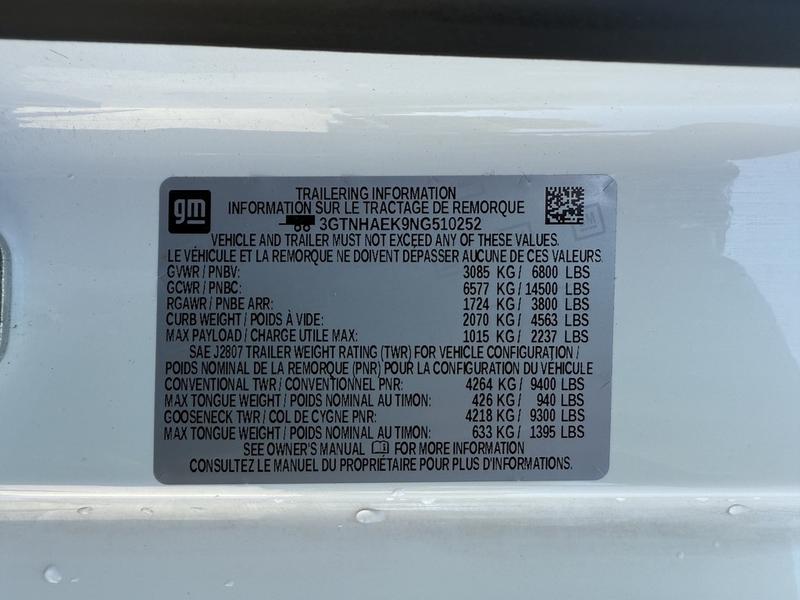 gm
TRAILERING INFORMATION
INFORMATION SUR LE TRACTAGE DE REMORQUE
3GTNHAEK9NG510252
VEHICLE AND TRAILER MUST NOT EXCEED ANY OF THESE VALUES.
LE VÉHICULE ET LA REMORQUE NE DOIVENT DÉPASSER AUCUNE DE CES VALEURS.
GVWR / PNBV: 3085 KG / 6800 LBS
GCWR / PNBC: 6577 KG / 14500 LBS
RGAWR / PNBE ARR: 1724 KG / 3800 LBS
CURB WEIGHT / POIDS À VIDE: 2070 KG / 4563 LBS
MAX PAYLOAD / CHARGE UTILE MAX: 1015 KG / 2237 LBS
SAE J2807 TRAILER WEIGHT RATING (TWR) FOR VEHICLE CONFIGURATION /
POIDS NOMINAL DE LA REMORQUE (PNR) POUR LA CONFIGURATION DU VÉHICULE
CONVENTIONAL TWR / CONVENTIONNEL PNR: 4264 KG / 9400 LBS
MAX TONGUE WEIGHT / POIDS NOMINAL AU TIMON: 426 KG / 940 LBS
GOOSENECK TWR / COL DE CYGNE PNR: 4218 KG / 9300 LBS
MAX TONGUE WEIGHT / POIDS NOMINAL AU TIMON: 633 KG / 1395 LBS
SEE OWNER'S MANUAL FOR MORE INFORMATION
CONSULTEZ LE MANUEL DU PROPRIÉTAIRE POUR PLUS D'INFORMATIONS.